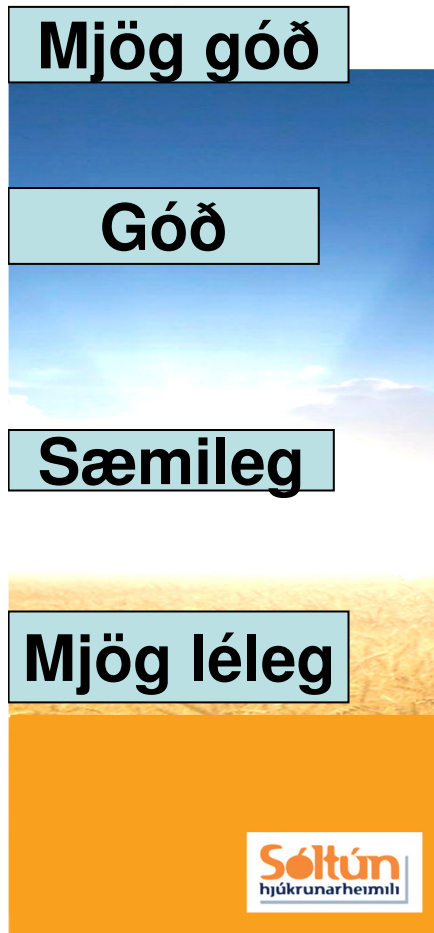 Mjög góð
Góð
Sæmileg
Mjög léleg
Sóltún
hjúkrunarheimili